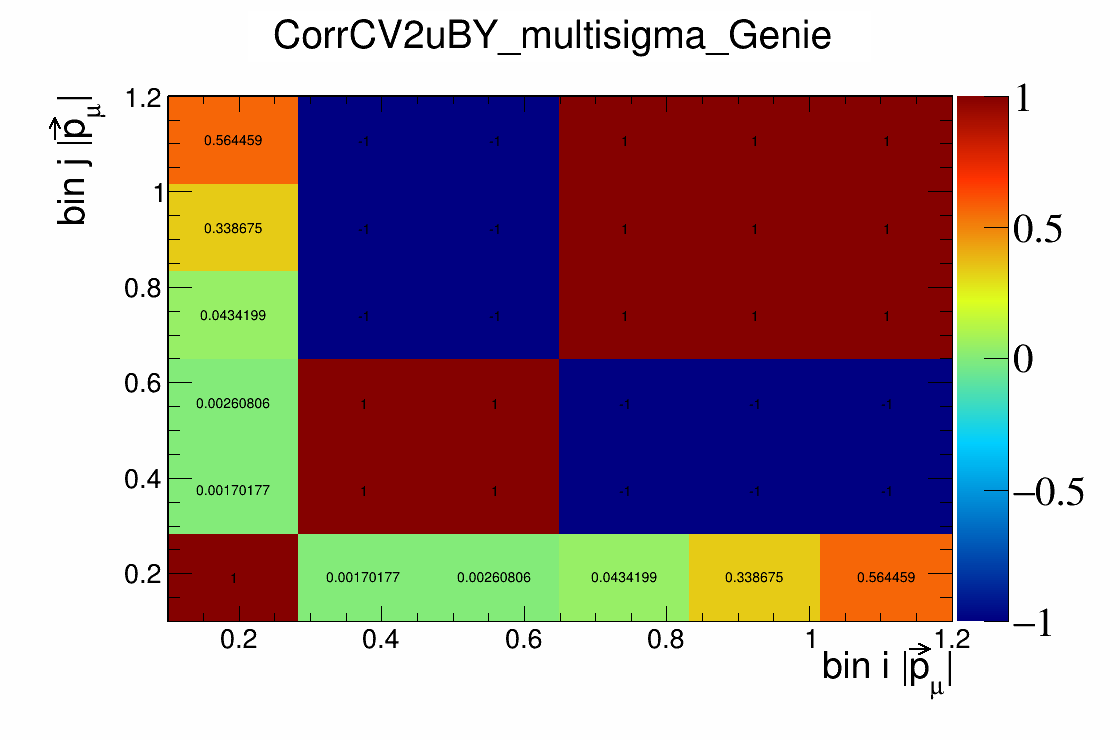 CorrCV2uBY_multisigma_Genie
bin j |p⃗μ|
1.2
1
0.8
0.6
0.4
0.2
0.564459 -1 -1 1 1 1
0.338675 -1 -1 1 1 1
0.0434199 -1 -1 1 1 1
0.00260806 1 1 -1 -1 -1
0.00170177 1 1 -1 -1 -1
1 0.00170177 0.00260806 0.0434199 0.338675 0.564459
0.2 0.4 0.6 0.8 1 1.2
bin i |p⃗μ|
1
0.5
0
−0.5
−1